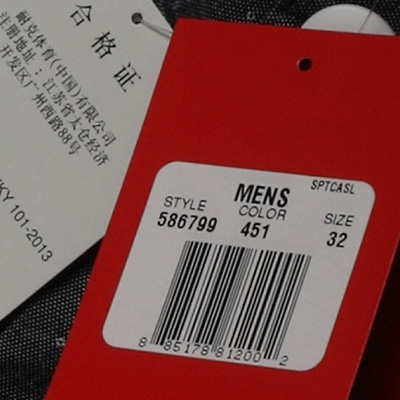 合格证
耐克体育(中国)有限公司
注册地址：江苏省太仓经济
开发区广州西路88号
KY 101-2013
MENS
SPTCASL
STYLE
COLOR
SIZE
586799
451
32
8 85178 81200 2